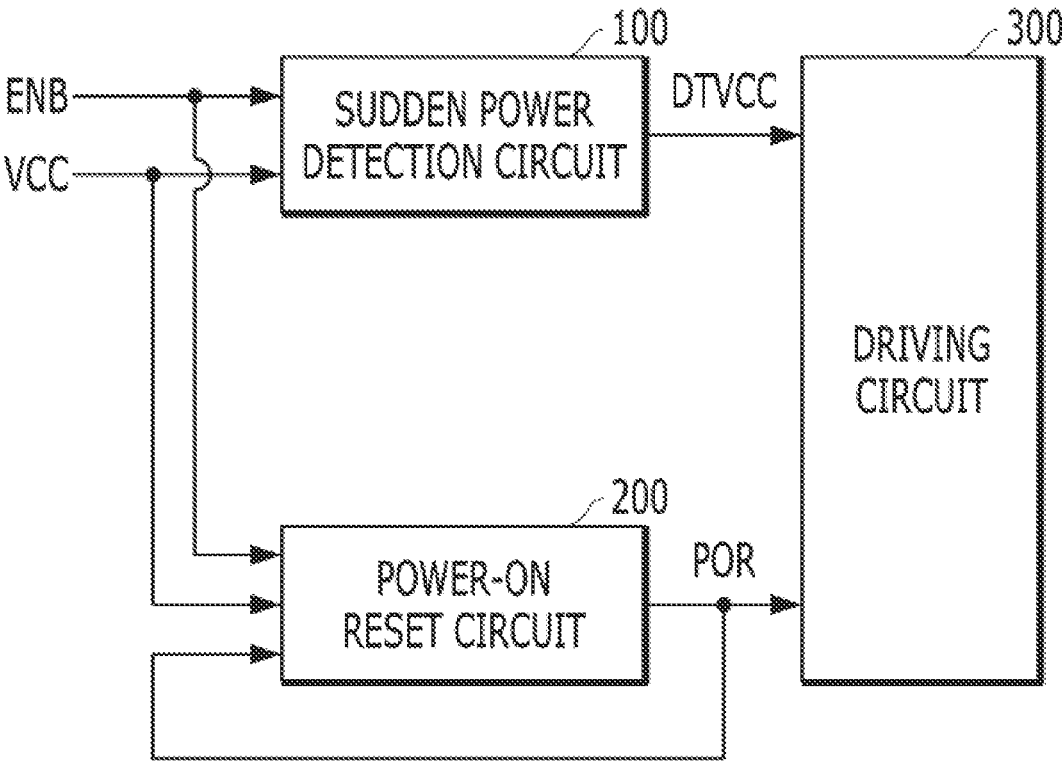 100
300
ENB
SUDDEN POWER
DETECTION CIRCUIT
DTVCC
VCC
DRIVING
CIRCUIT
200
POWER-ON
RESET CIRCUIT
POR